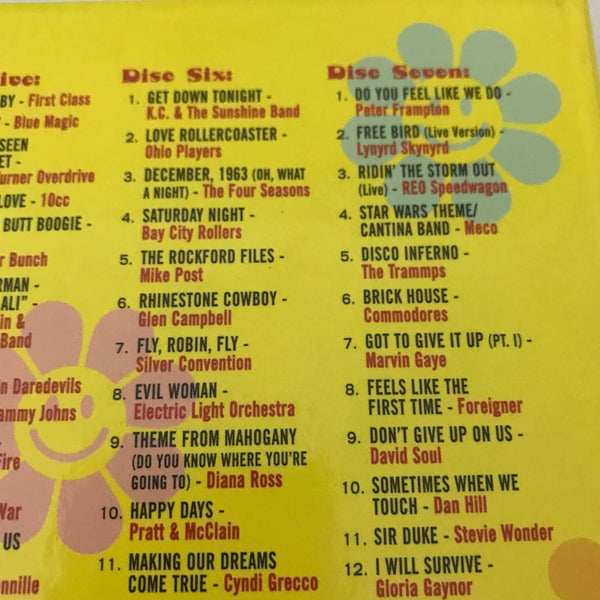 ive:
BY - First Class
- Blue Magic
SEEN
ET -
urner Overdrive
LOVE - 10cc
BUTT BOOGIE -
r Bunch
RMAN -
ALI" -
in &
Band
n Daredevils
ammy Johns
-
Fire
War
US
nnille
Disc Six:
1. GET DOWN TONIGHT -
K.C. & The Sunshine Band
2. LOVE ROLLERCOASTER -
Ohio Players
3. DECEMBER, 1963 (OH, WHAT
A NIGHT) - The Four Seasons
4. SATURDAY NIGHT -
Bay City Rollers
5. THE ROCKFORD FILES -
Mike Post
6. RHINESTONE COWBOY -
Glen Campbell
7. FLY, ROBIN, FLY -
Silver Convention
8. EVIL WOMAN -
Electric Light Orchestra
9. THEME FROM MAHOGANY
(DO YOU KNOW WHERE YOU'RE
GOING TO) - Diana Ross
10. HAPPY DAYS -
Pratt & McClain
11. MAKING OUR DREAMS
COME TRUE - Cyndi Grecco
Disc Seven:
1. DO YOU FEEL LIKE WE DO -
Peter Frampton
2. FREE BIRD (Live Version) -
Lynyrd Skynyrd
3. RIDIN' THE STORM OUT
(Live) - REO Speedwagon
4. STAR WARS THEME/
CANTINA BAND - Meco
5. DISCO INFERNO -
The Trammps
6. BRICK HOUSE -
Commodores
7. GOT TO GIVE IT UP (PT. I) -
Marvin Gaye
8. FEELS LIKE THE
FIRST TIME - Foreigner
9. DON'T GIVE UP ON US -
David Soul
10. SOMETIMES WHEN WE
TOUCH - Dan Hill
11. SIR DUKE - Stevie Wonder
12. I WILL SURVIVE -
Gloria Gaynor